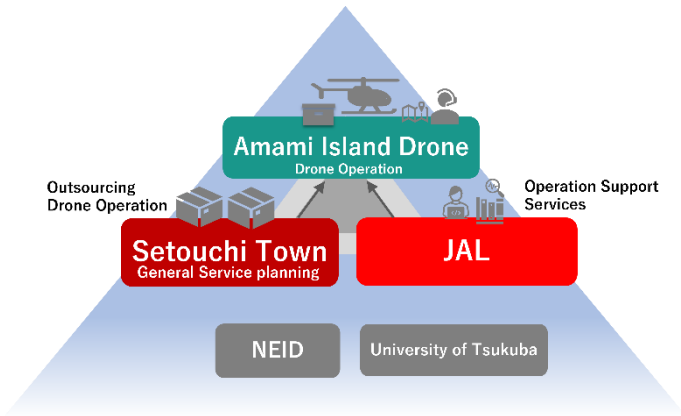 Amami Island Drone
Drone Operation
Outsourcing
Drone Operation
Operation Support
Services
Setouchi Town
General Service planning
JAL
NEID
University of Tsukuba